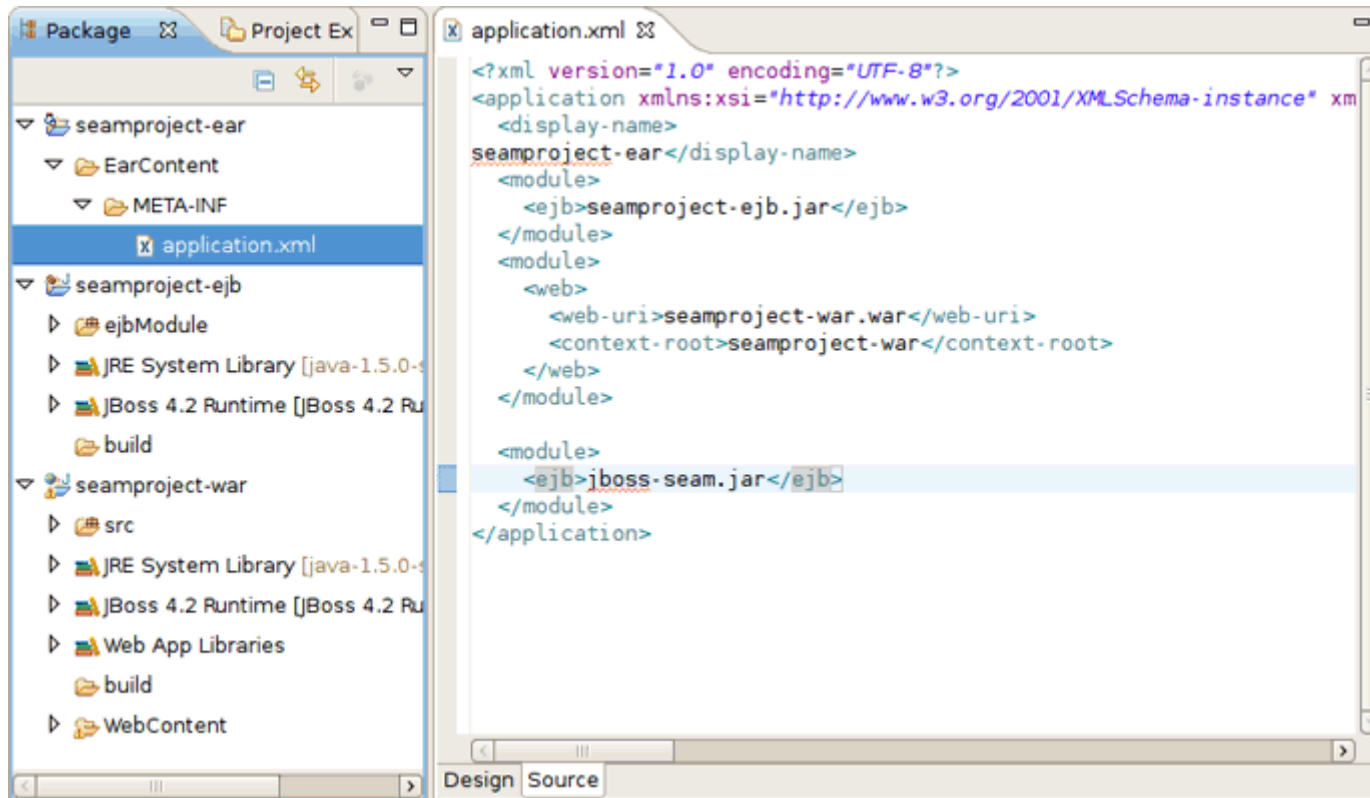 Package
Project Ex
seamproject-ear
EarContent
META-INF
application.xml
seamproject-ejb
ejbModule
JRE System Library [java-1.5.0-s
JBoss 4.2 Runtime [JBoss 4.2 Ru
build
seamproject-war
src
JRE System Library [java-1.5.0-s
JBoss 4.2 Runtime [JBoss 4.2 Ru
Web App Libraries
build
WebContent
application.xml
<?xml version="1.0" encoding="UTF-8"?>
<application xmlns:xsi="http://www.w3.org/2001/XMLSchema-instance" xm
<display-name>
seamproject-ear</display-name>
<module>
<ejb>seamproject-ejb.jar</ejb>
</module>
<module>
<web>
<web-uri>seamproject-war.war</web-uri>
<context-root>seamproject-war</context-root>
</web>
</module>
<module>
<ejb>jboss-seam.jar</ejb>
</module>
</application>
Design Source